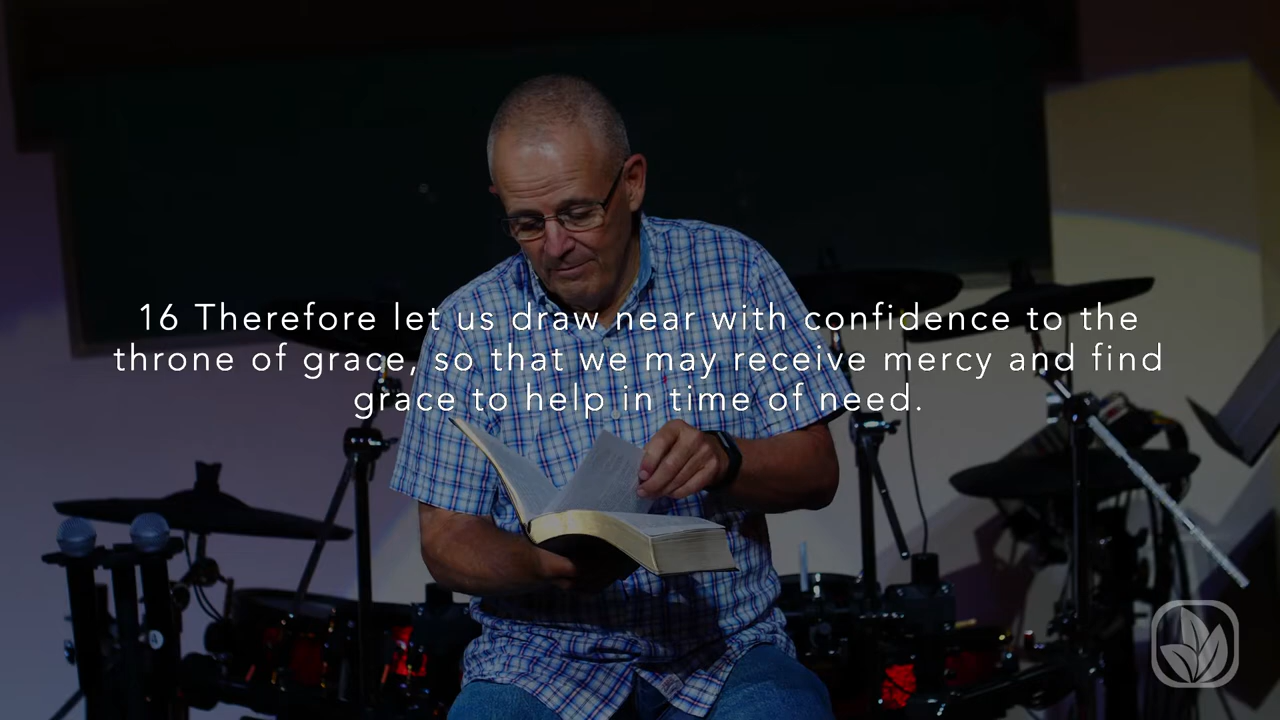 16 Therefore let us draw near with confidence to the
throne of grace, so that we may receive mercy and find
grace to help in time of need.